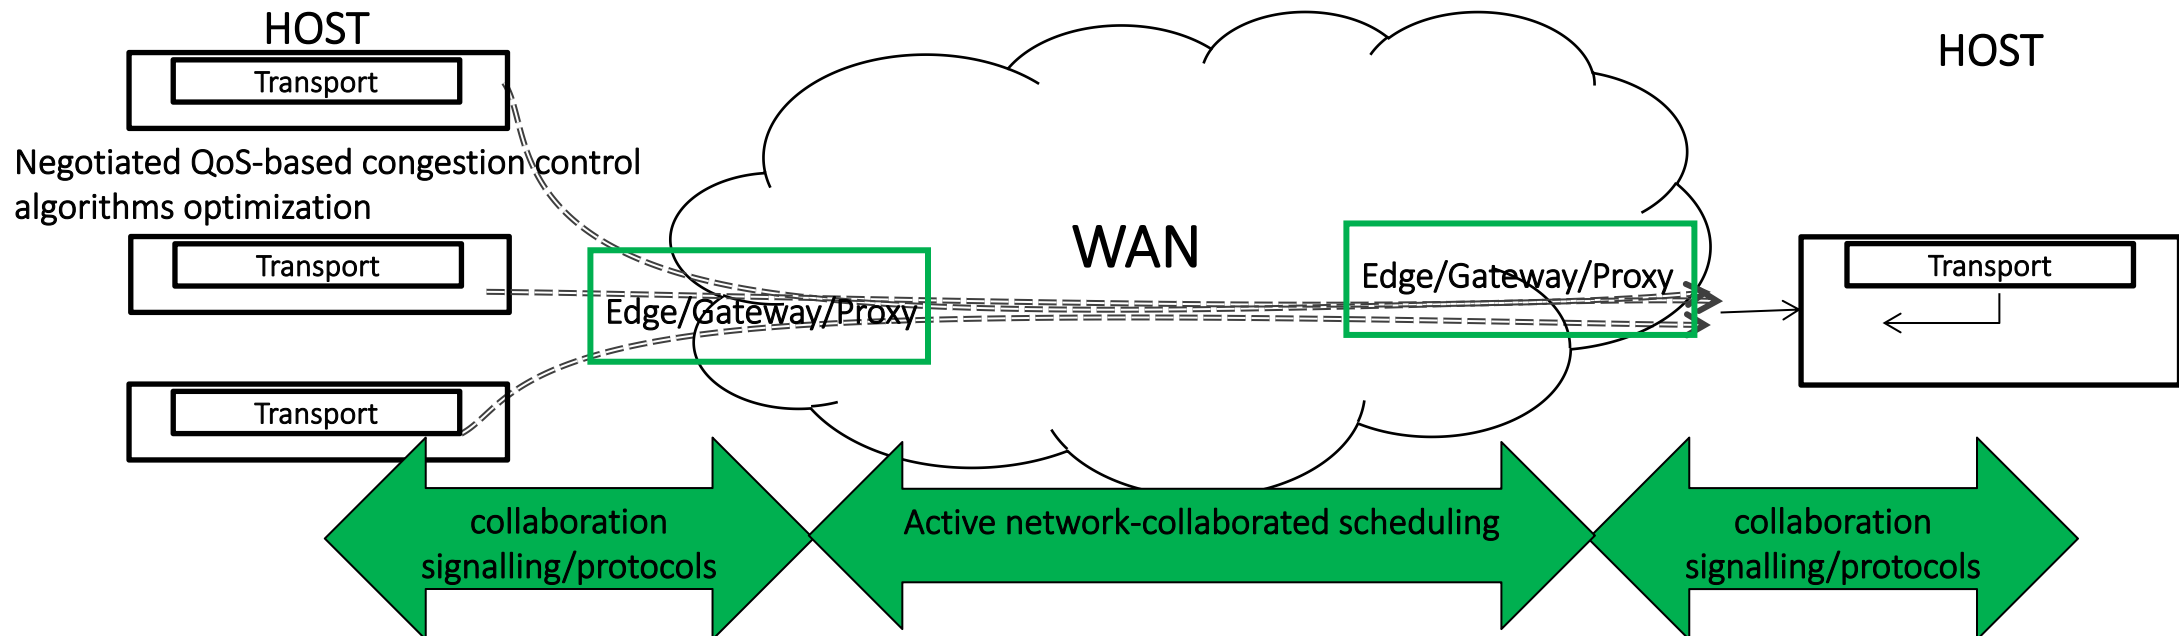 HOST
Transport
Negotiated QoS-based congestion control
algorithms optimization
Transport
Transport
Edge/Gateway/Proxy
WAN
Edge/Gateway/Proxy
HOST
Transport
collaboration
signalling/protocols
Active network-collaborated scheduling
collaboration
signalling/protocols